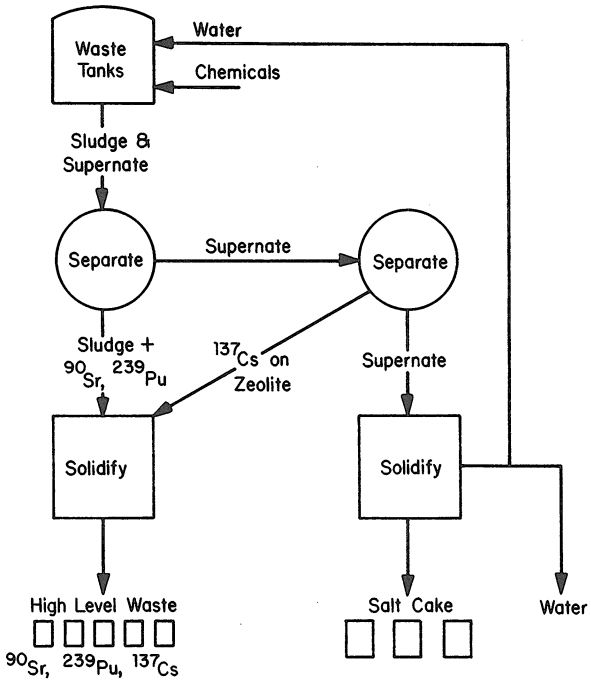 Water
Waste
Tanks
Chemicals
Sludge &
Supernate
Separate
Supernate
Separate
Sludge +
⁹⁰Sr, ²³⁹Pu
¹³⁷Cs on
Zeolite
Supernate
Solidify
Solidify
High Level Waste
⁹⁰Sr, ²³⁹Pu, ¹³⁷Cs
Salt Cake
Water